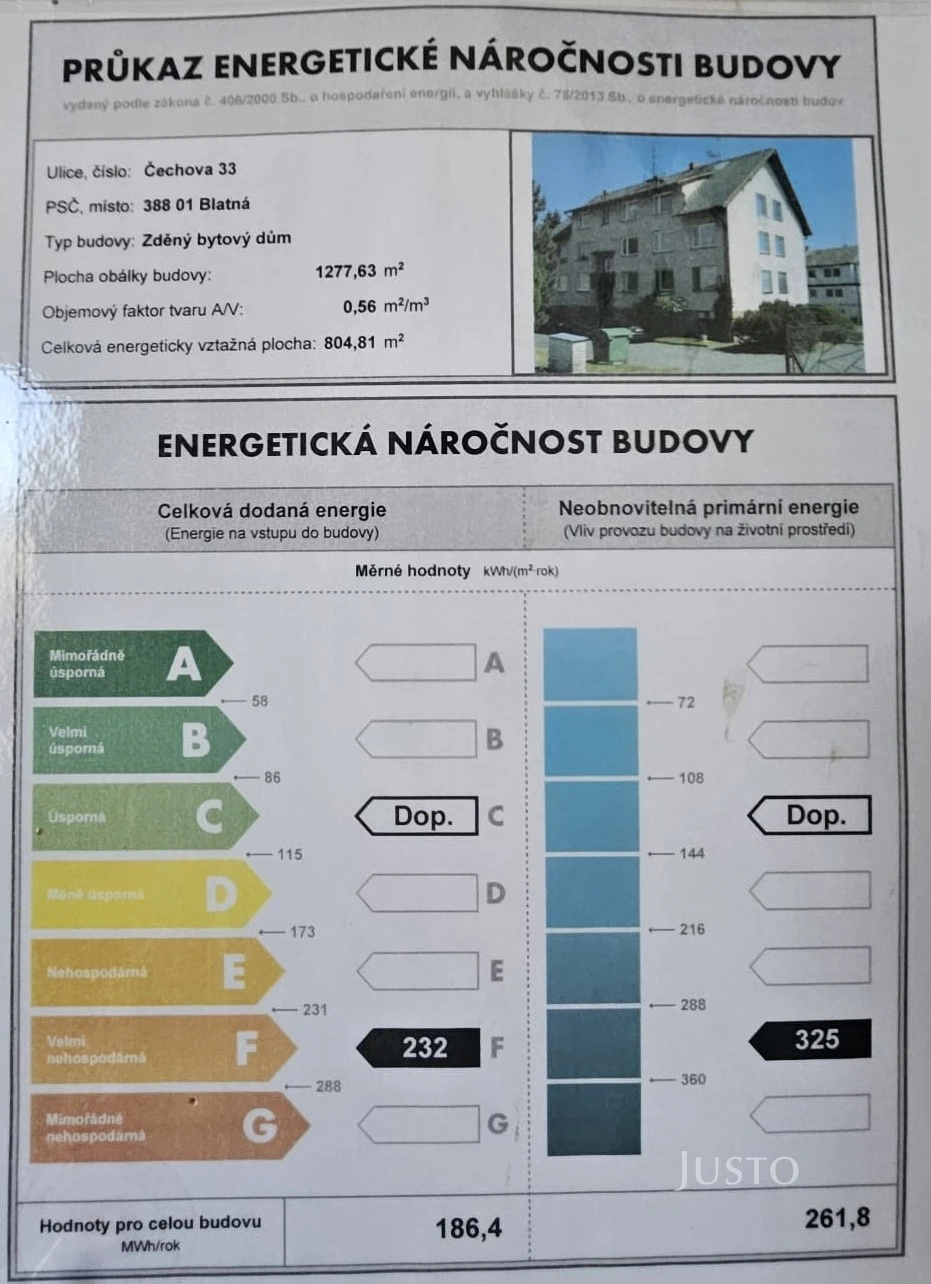 PRŮKAZ ENERGETICKÉ NÁROČNOSTI BUDOVY
vydaný podle zákona č. 406/2000 Sb., o hospodaření energií, a vyhlášky č. 78/2013 Sb., o energetické náročnosti budov
Ulice, číslo: Čechova 33
PSČ, místo: 388 01 Blatná
Typ budovy: Zděný bytový dům
Plocha obálky budovy: 1277,63 m²
Objemový faktor tvaru A/V: 0,56 m²/m³
Celková energeticky vztažná plocha: 804,81 m²
ENERGETICKÁ NÁROČNOST BUDOVY
Celková dodaná energie
(Energie na vstupu do budovy)
Neobnovitelná primární energie
(Vliv provozu budovy na životní prostředí)
Měrné hodnoty kWh/(m²·rok)
Mimořádně
úsporná A A
58 72
Velmi
úsporná B B
86 108
Úsporná C Dop. C Dop.
115 144
Méně úsporná D D
173 216
Nehospodárná E E
231 288
Velmi
nehospodárná F 232 F 325
288 360
Mimořádně
nehospodárná G G
JUSTO
Hodnoty pro celou budovu
MWh/rok
186,4 261,8